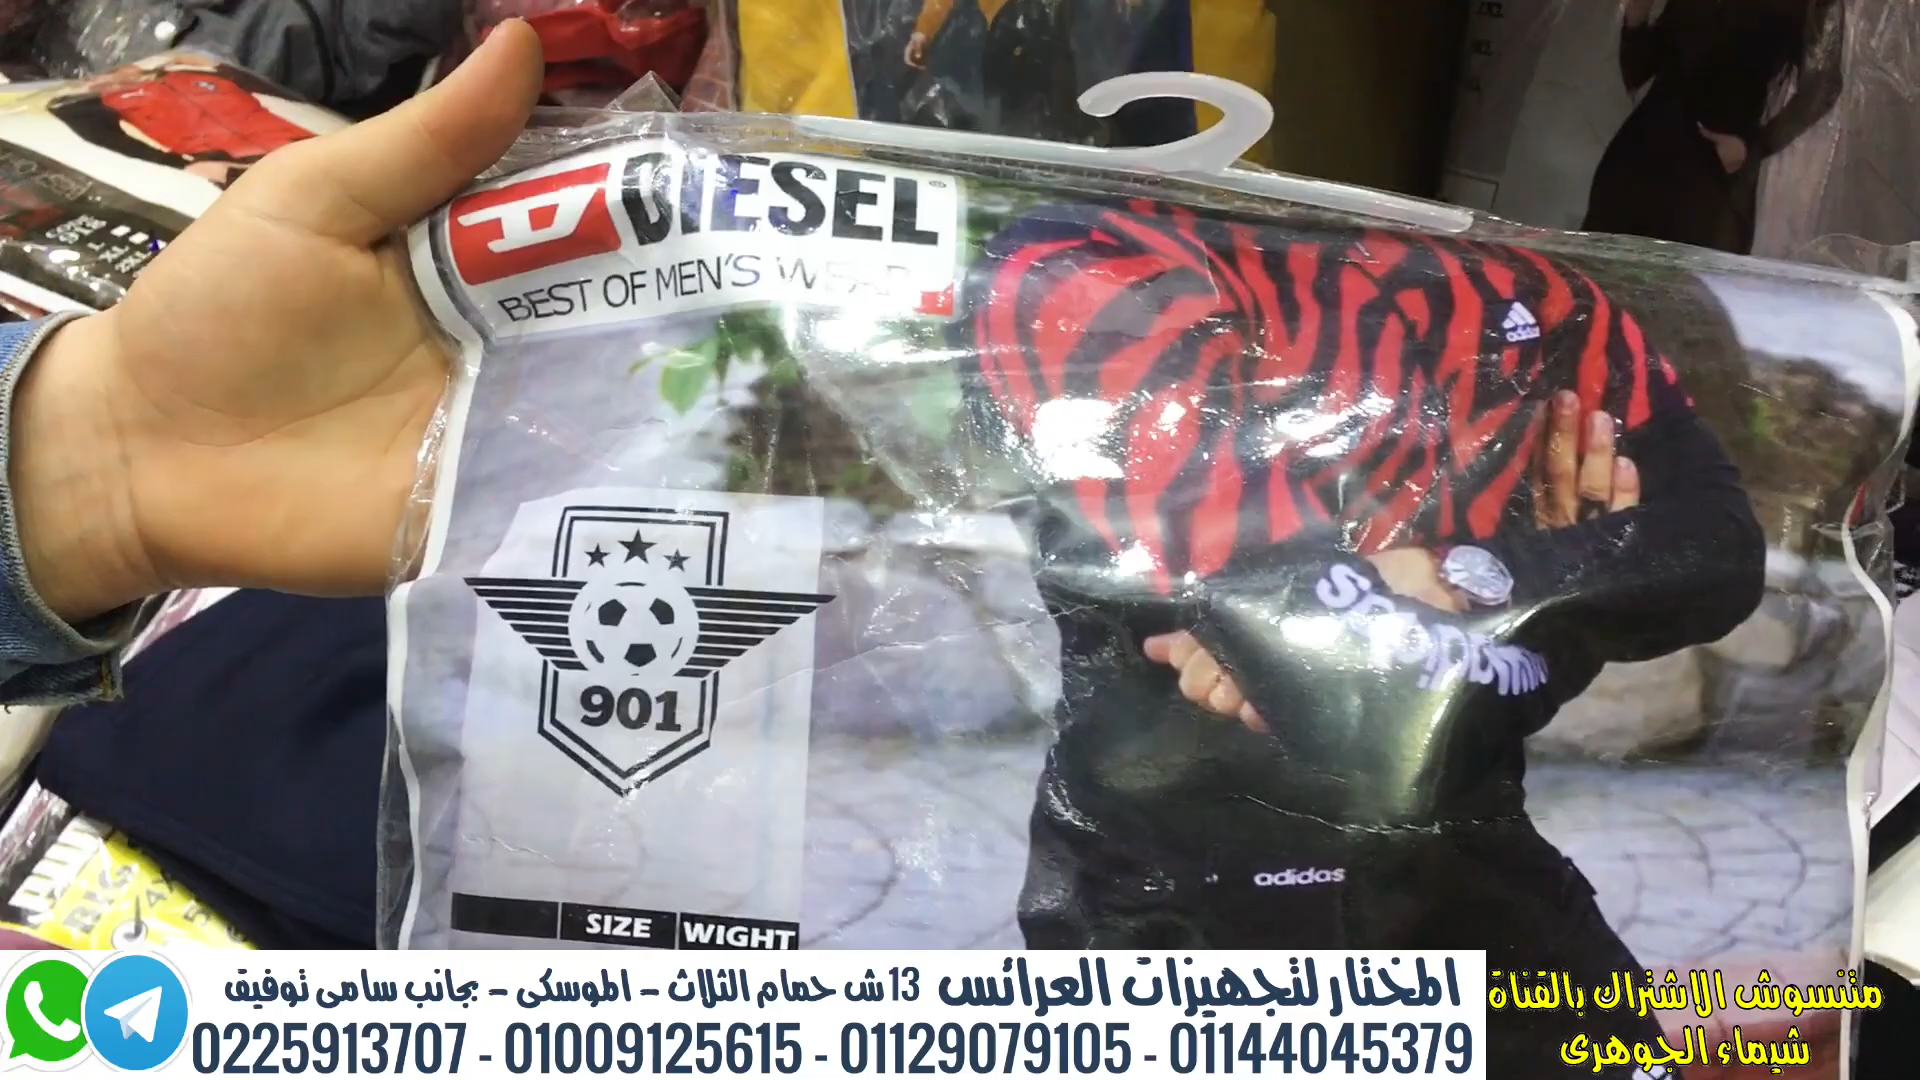 DIESEL
BEST OF MEN'S WEAR
adidas
adidas
901
SIZE
WIGHT
المختار لتجهيزات العرائس 13 ش حمام الثلاث - الموسكى - بجانب سامى توفيق
0225913707 - 01009125615 - 01129079105 - 01144045379
متنسوش الاشتراك بالقناة
شيماء الجوهرى